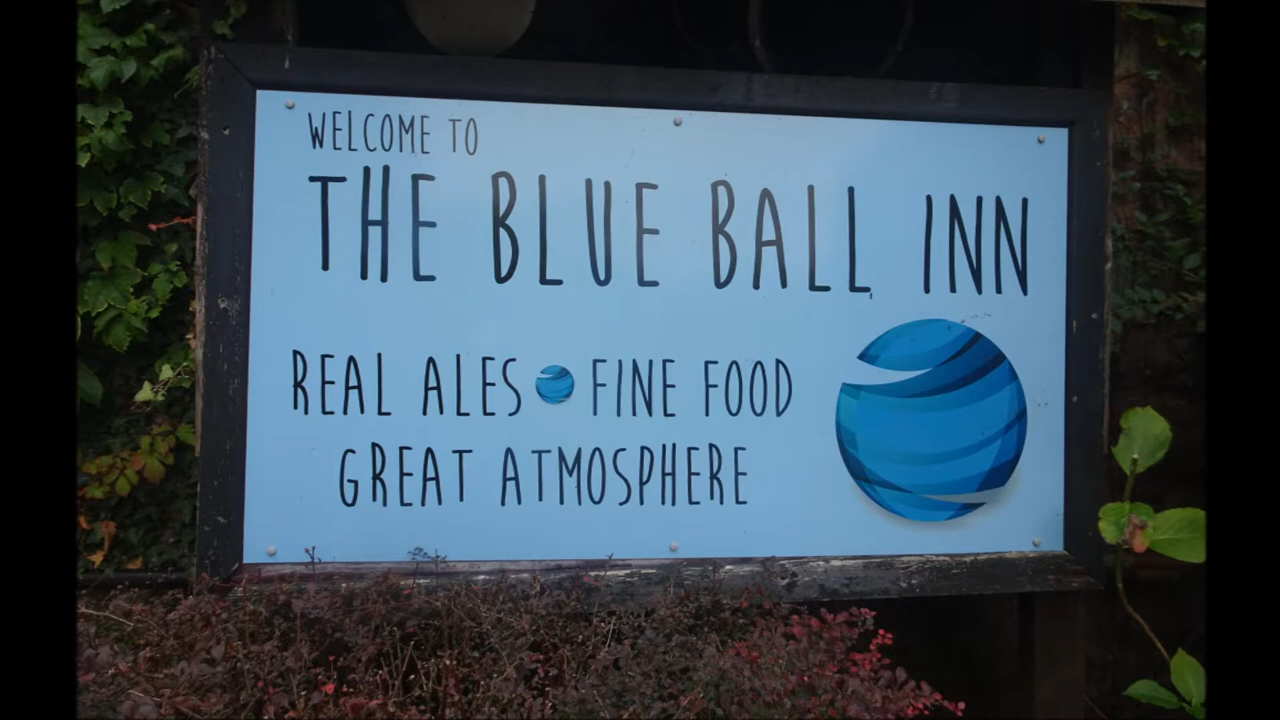 WELCOME TO
THE BLUE BALL INN
REAL ALES FINE FOOD
GREAT ATMOSPHERE